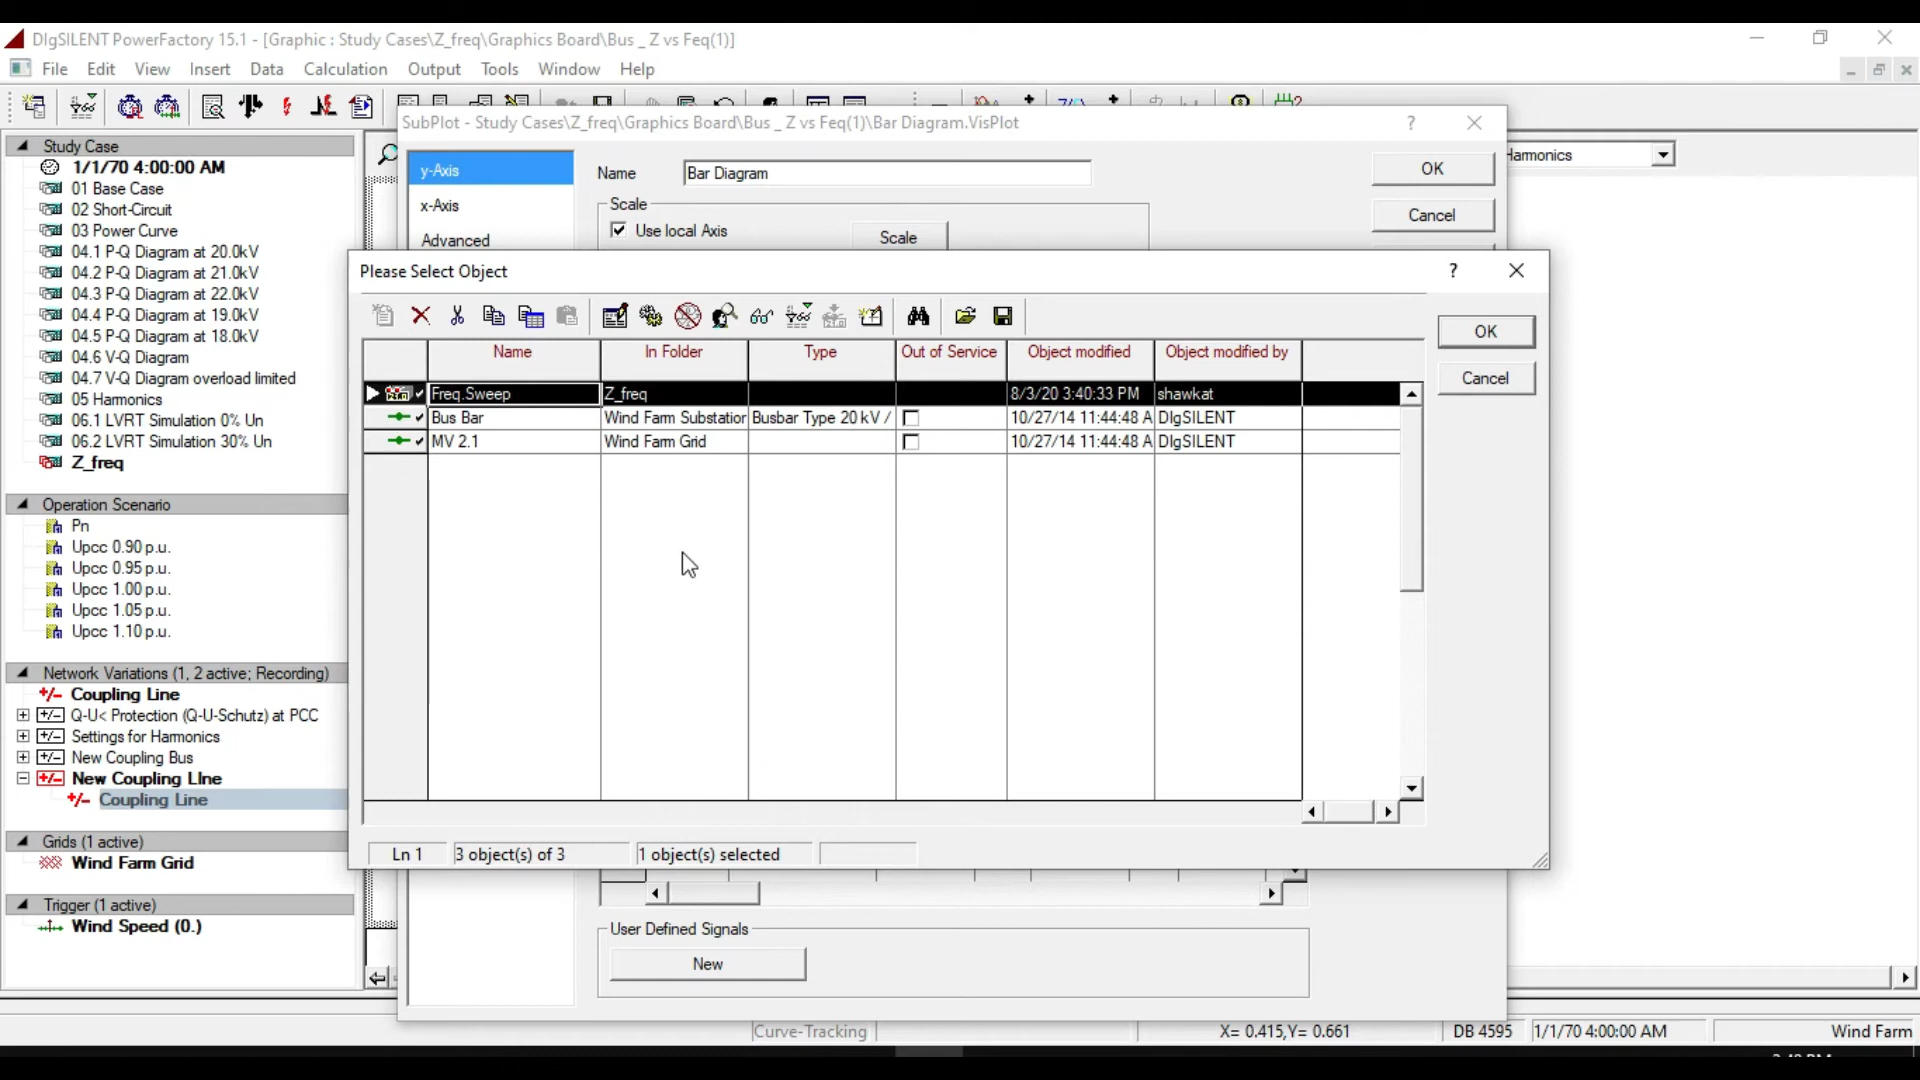 DIgSILENT PowerFactory 15.1 - [Graphic : Study Cases\Z_freq\Graphics Board\Bus _ Z vs Feq(1)]
File Edit View Insert Data Calculation Output Tools Window Help
SubPlot - Study Cases\Z_freq\Graphics Board\Bus _ Z vs Feq(1)\Bar Diagram.VisPlot ?
Study Case
1/1/70 4:00:00 AM
01 Base Case
02 Short-Circuit
03 Power Curve
04.1 P-Q Diagram at 20.0kV
04.2 P-Q Diagram at 21.0kV
04.3 P-Q Diagram at 22.0kV
04.4 P-Q Diagram at 19.0kV
04.5 P-Q Diagram at 18.0kV
04.6 V-Q Diagram
04.7 V-Q Diagram overload limited
05 Harmonics
06.1 LVRT Simulation 0% Un
06.2 LVRT Simulation 30% Un
Z_freq
Operation Scenario
Pn
Upcc 0.90 p.u.
Upcc 0.95 p.u.
Upcc 1.00 p.u.
Upcc 1.05 p.u.
Upcc 1.10 p.u.
Network Variations (1, 2 active; Recording)
Coupling Line
Q-U< Protection (Q-U-Schutz) at PCC
Settings for Harmonics
New Coupling Bus
New Coupling LIne
Coupling Line
Grids (1 active)
Wind Farm Grid
Trigger (1 active)
Wind Speed (0.)
y-Axis
x-Axis
Advanced
Name Bar Diagram
Scale
Use local Axis
Scale
OK
Cancel
Harmonics
Please Select Object ?
Name In Folder Type Out of Service Object modified Object modified by
Freq.Sweep Z_freq 8/3/20 3:40:33 PM shawkat
Bus Bar Wind Farm Substation Busbar Type 20 kV / 10/27/14 11:44:48 A DIgSILENT
MV 2.1 Wind Farm Grid 10/27/14 11:44:48 A DIgSILENT
OK
Cancel
Ln 1 3 object(s) of 3 1 object(s) selected
User Defined Signals
New
Curve-Tracking X= 0.415,Y= 0.661 DB 4595 1/1/70 4:00:00 AM Wind Farm